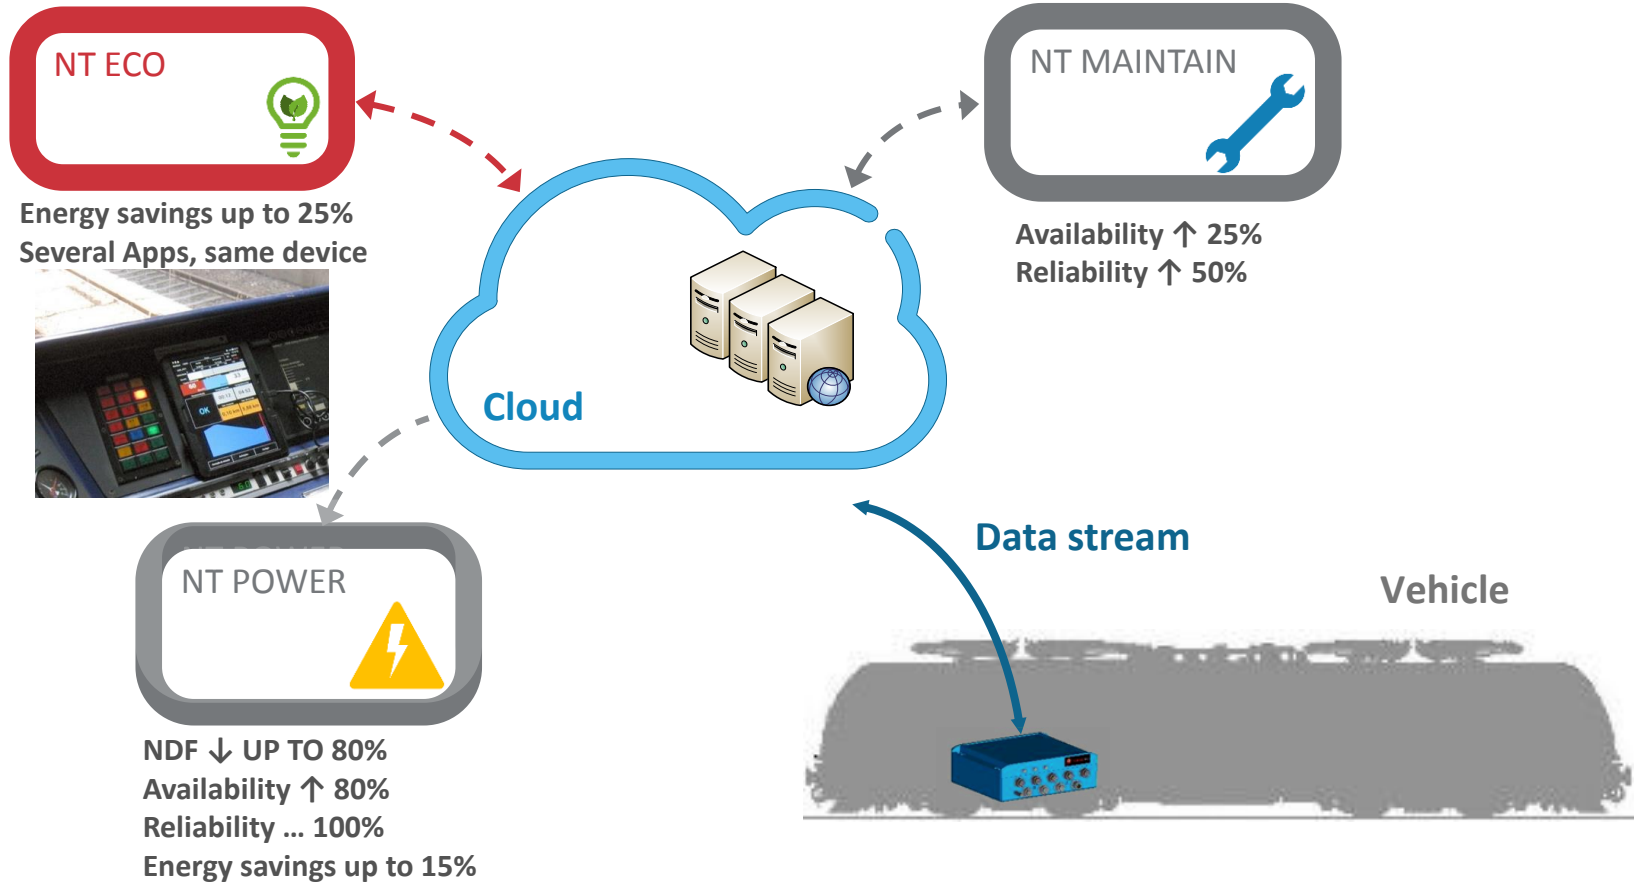 NT ECO
Energy savings up to 25%
Several Apps, same device
OK
NT MAINTAIN
Availability ↑ 25%
Reliability ↑ 50%
Cloud
Data stream
Vehicle
NT POWER
NDF ↓ UP TO 80%
Availability ↑ 80%
Reliability ... 100%
Energy savings up to 15%